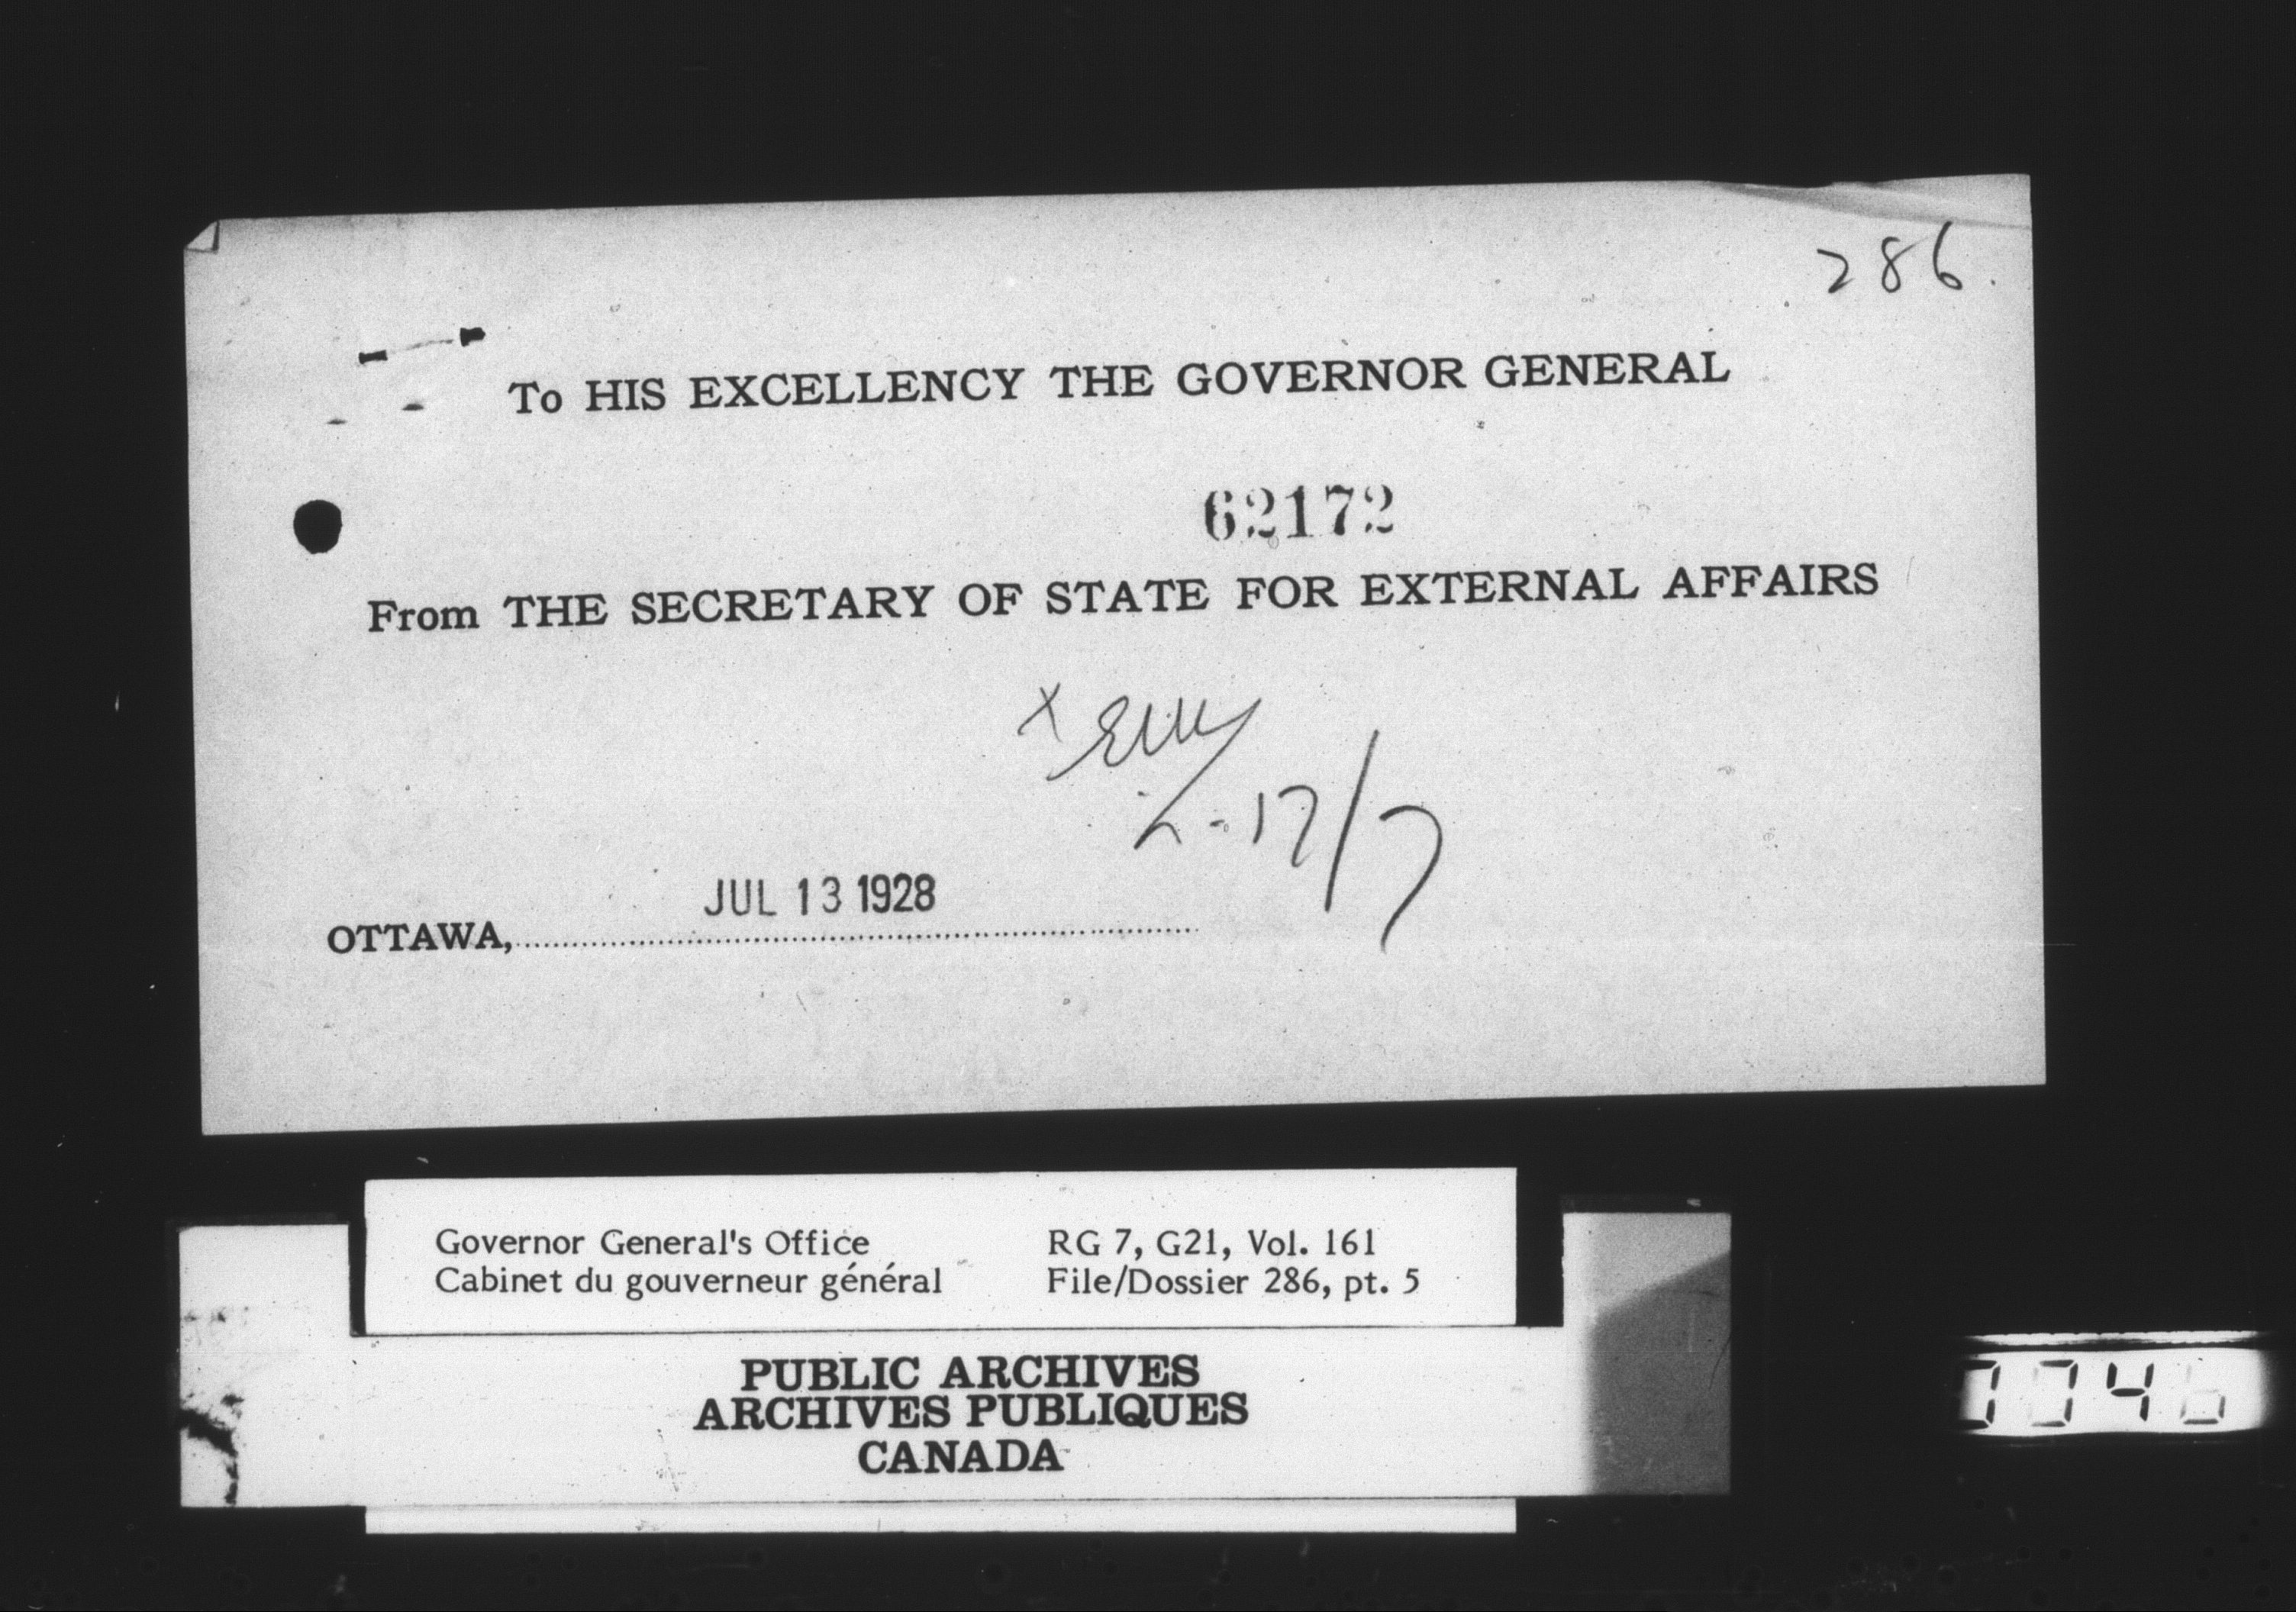 286.
To HIS EXCELLENCY THE GOVERNOR GENERAL
62172
From THE SECRETARY OF STATE FOR EXTERNAL AFFAIRS
x
17/7
JUL 13 1928
OTTAWA,
Governor General's Office
Cabinet du gouverneur général
RG 7, G21, Vol. 161
File/Dossier 286, pt. 5
PUBLIC ARCHIVES
ARCHIVES PUBLIQUES
CANADA